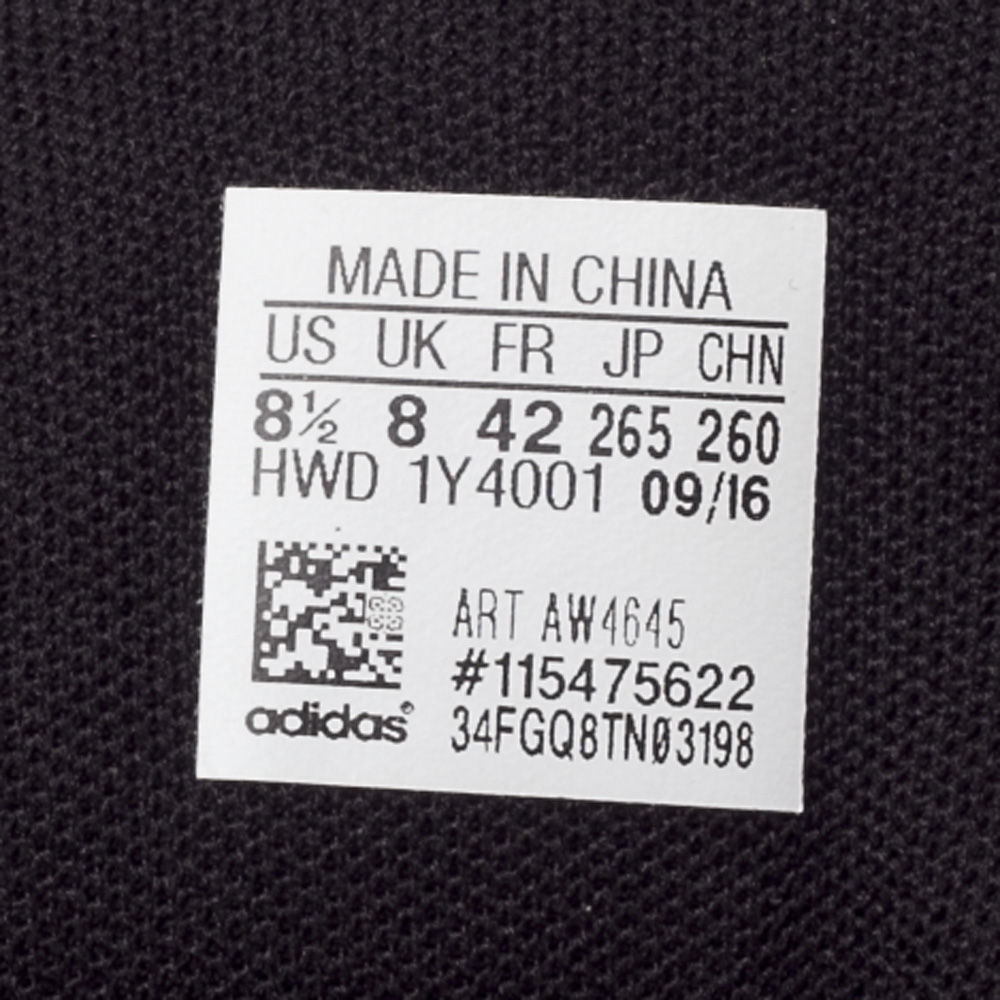 MADE IN CHINA
US UK FR JP CHN
8½ 8 42 265 260
HWD 1Y4001 09/16
ART AW4645
#115475622
adidas® 34FGQ8TN03198